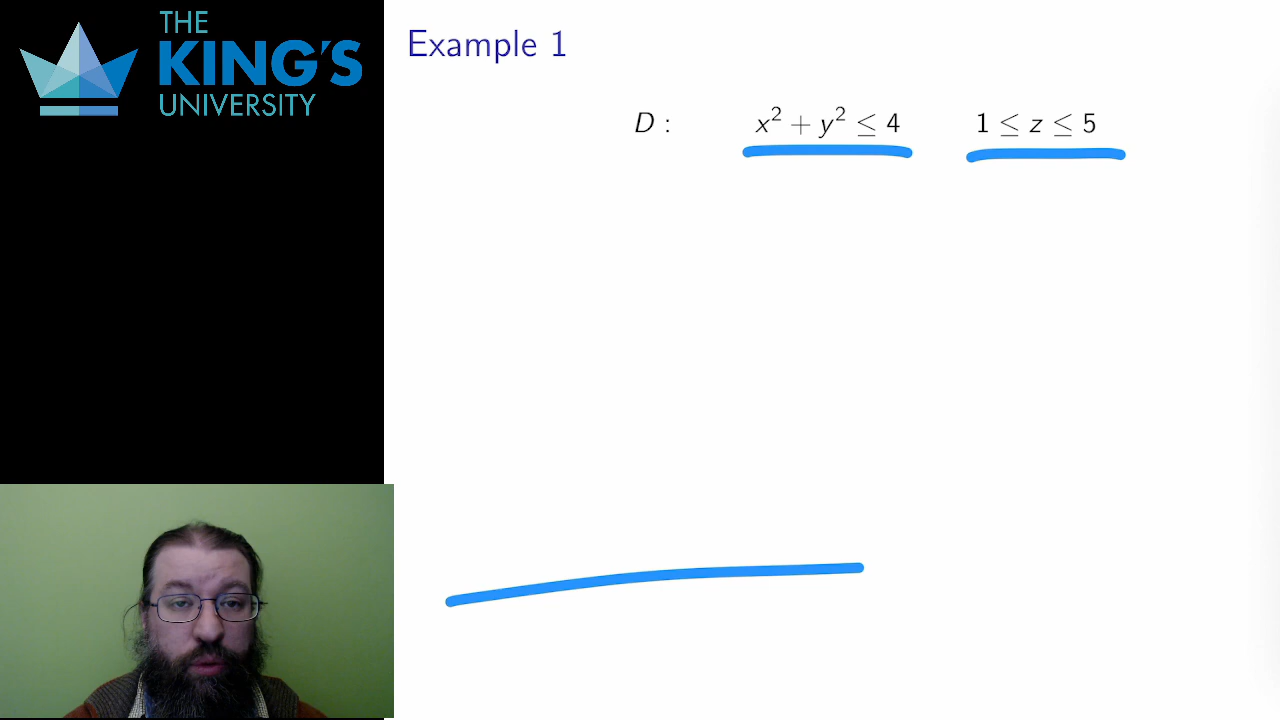 THE
KING'S
UNIVERSITY
Example 1
D : x² + y² ≤ 4 1 ≤ z ≤ 5